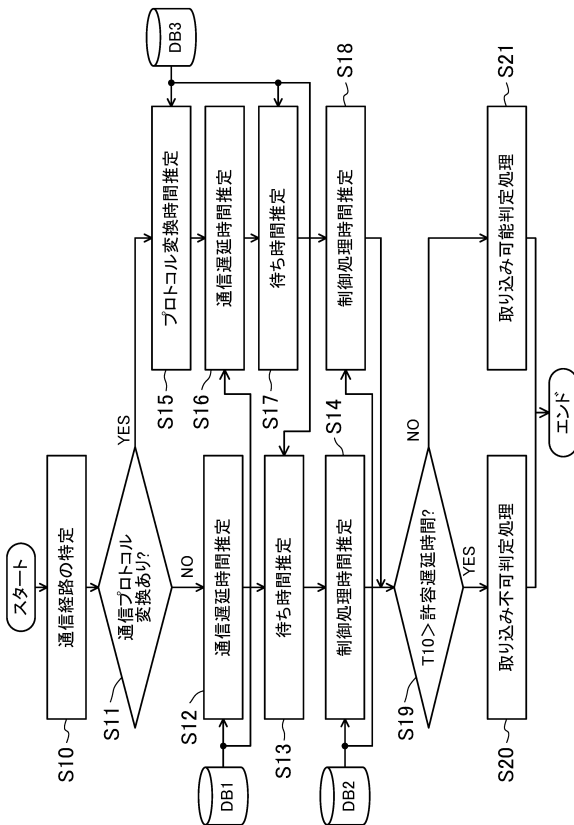 スタート
S10
通信経路の特定
S11
通信プロトコル
変換あり?
YES
NO
DB3
S15
プロトコル変換時間推定
S12
通信遅延時間推定
S16
通信遅延時間推定
DB1
S13
待ち時間推定
S17
待ち時間推定
S14
制御処理時間推定
S18
制御処理時間推定
DB2
S19
T10>許容遅延時間?
NO
YES
S20
取り込み不可判定処理
S21
取り込み可能判定処理
エンド